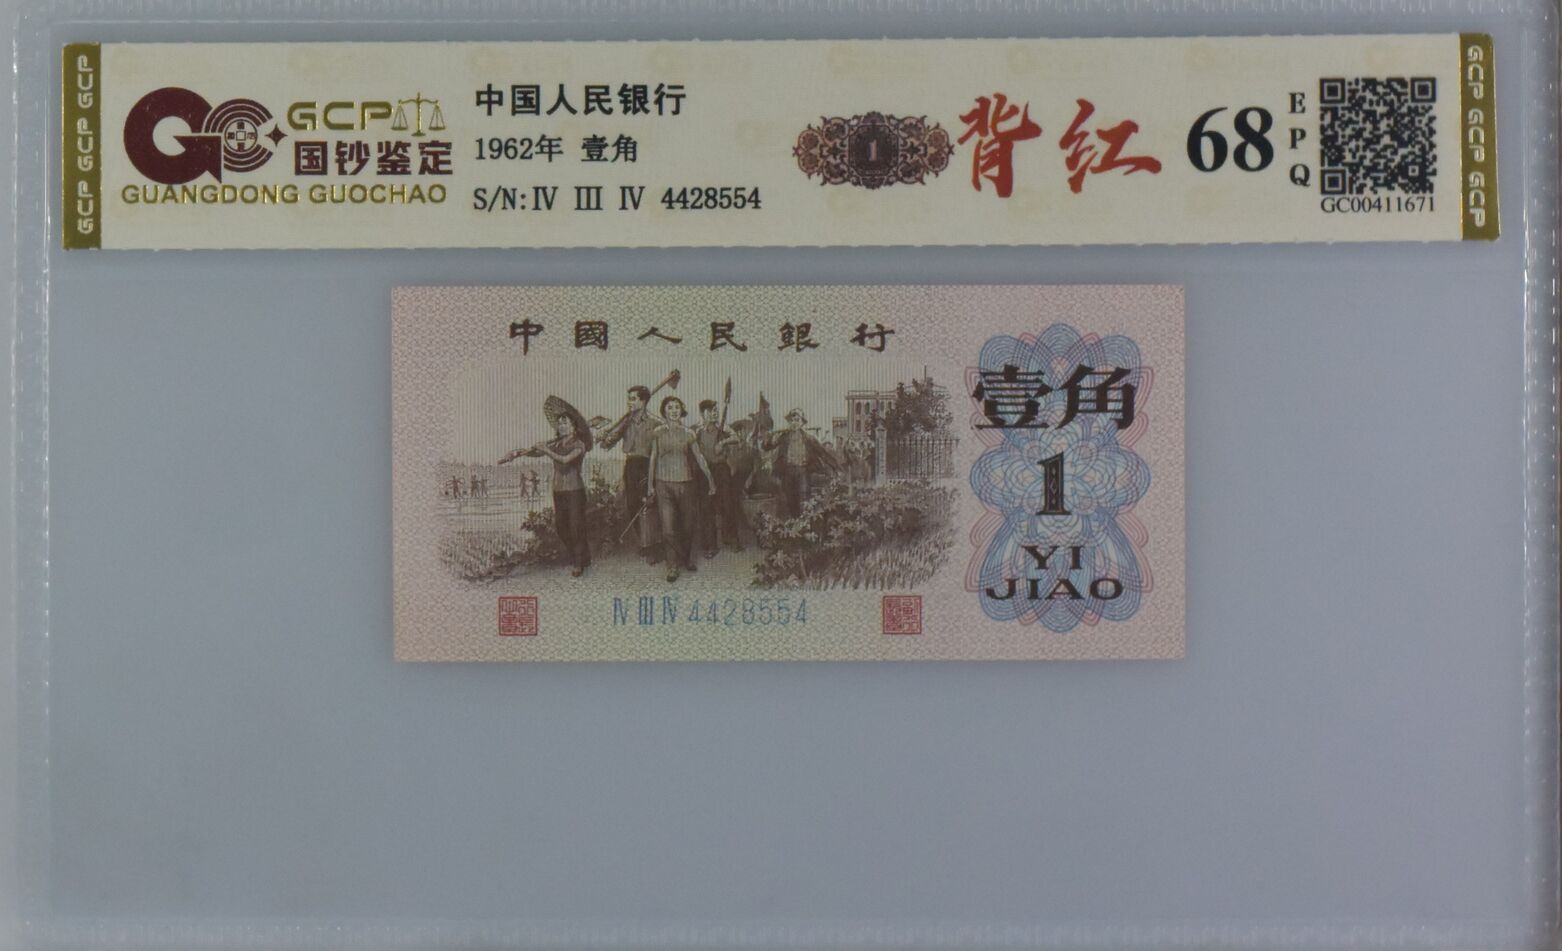 GCP GCP GCP
GCP
国钞鉴定
GUANGDONG GUOCHAO
中国人民银行
1962年 壹角
S/N:Ⅳ Ⅲ Ⅳ 4428554
1
背红
68
EPQ
GC00411671
GCP GCP GCP
中國人民銀行
壹角
1
YI
JIAO
Ⅳ Ⅲ Ⅳ 4428554